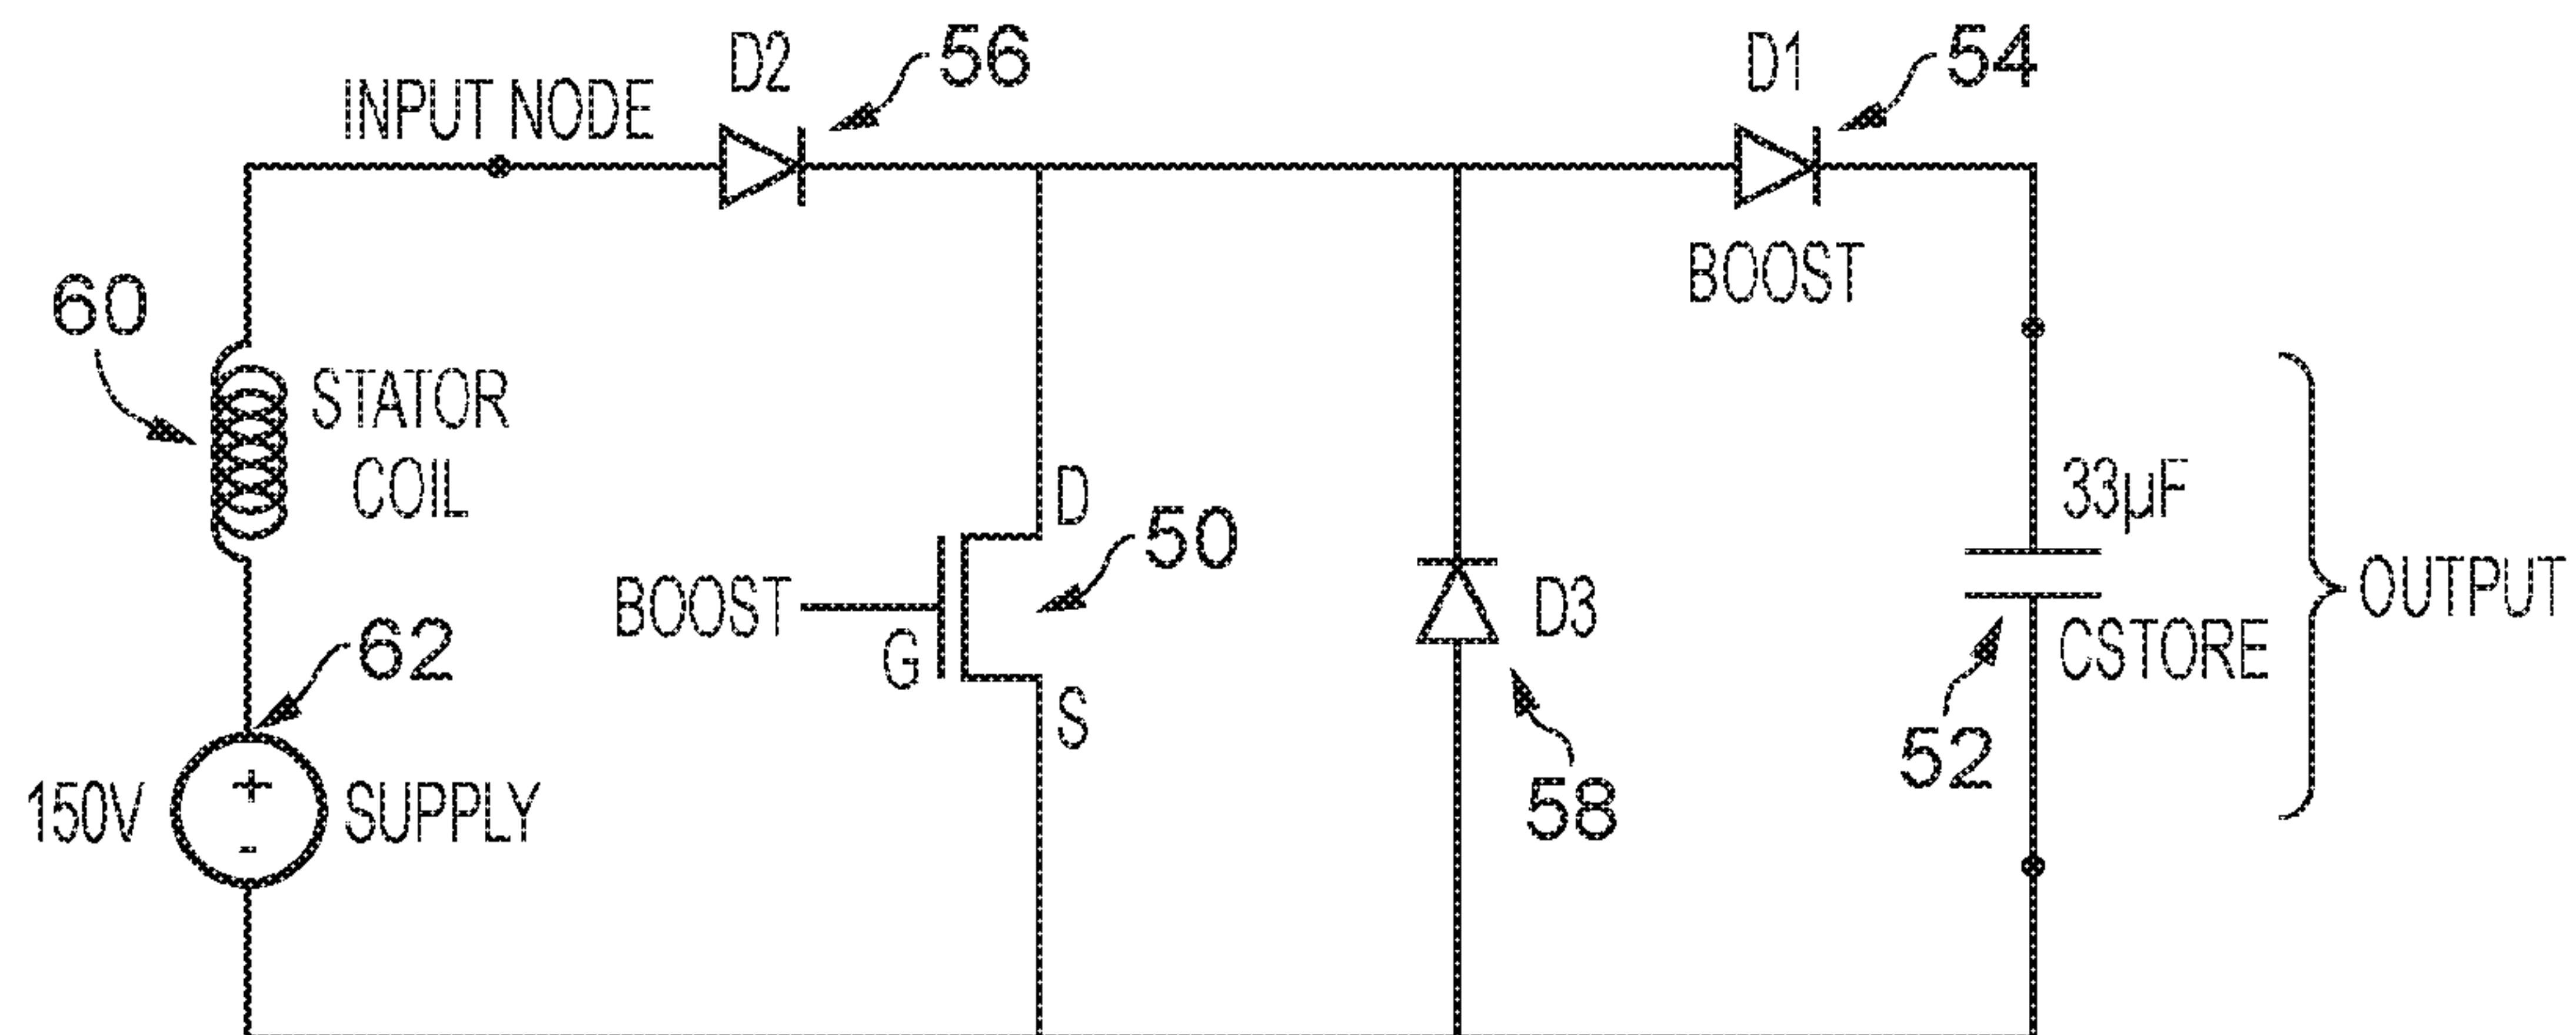 D2
56
D1
54
INPUT NODE
BOOST
60
STATOR
COIL
D
50
33µF
BOOST
G
D3
OUTPUT
62
S
CSTORE
52
150V
+
-
SUPPLY
58